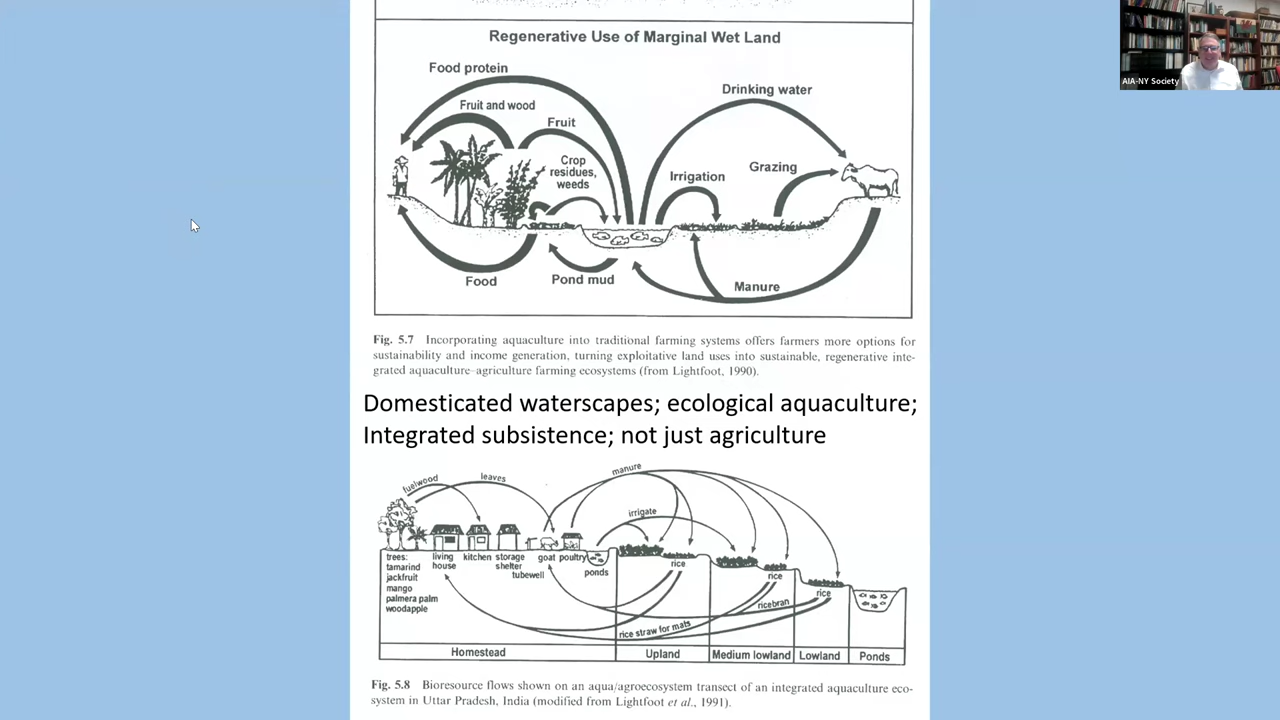 Regenerative Use of Marginal Wet Land
Food protein
Fruit and wood
Fruit
Crop
residues,
weeds
Drinking water
Irrigation
Grazing
Food
Pond mud
Manure
Fig. 5.7 Incorporating aquaculture into traditional farming systems offers farmers more options for
sustainability and income generation, turning exploitative land uses into sustainable, regenerative inte-
grated aquaculture–agriculture farming ecosystems (from Lightfoot, 1990).
Domesticated waterscapes; ecological aquaculture;
Integrated subsistence; not just agriculture
fuelwood
leaves
manure
irrigate
trees:
tamarind
jackfruit
mango
palmera palm
woodapple
living
house
kitchen
storage
shelter
tubewell
goat
poultry
ponds
rice
rice
rice
ricebran
rice straw for mats
Homestead
Upland
Medium lowland
Lowland
Ponds
Fig. 5.8 Bioresource flows shown on an aqua/agroecosystem transect of an integrated aquaculture eco-
system in Uttar Pradesh, India (modified from Lightfoot et al., 1991).
AIA-NY Society